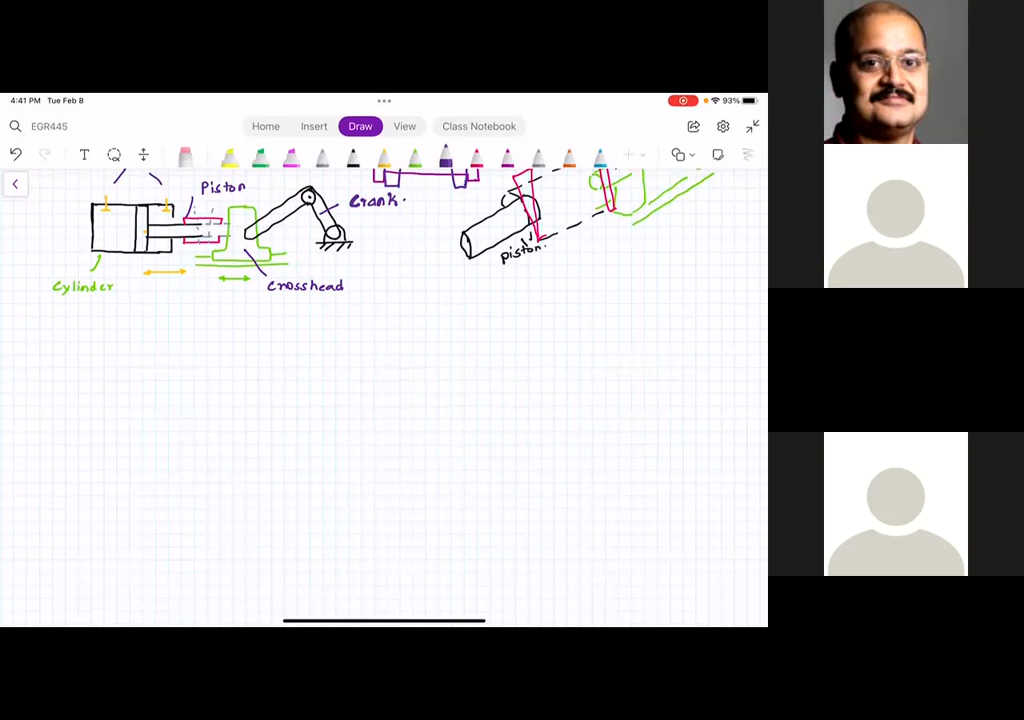 4:41 PM Tue Feb 8
93%
EGR445
Home Insert Draw View Class Notebook
T
Piston
Crank.
piston.
Cylinder
Crosshead